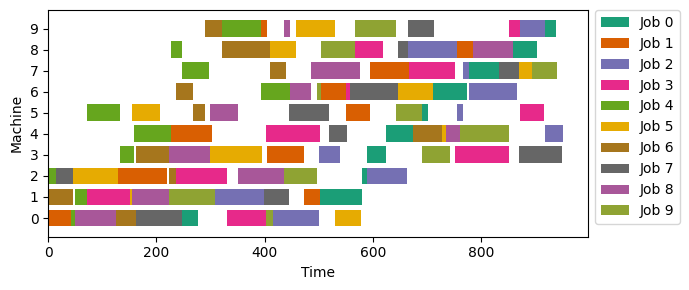 9
8
7
6
5
4
3
2
1
0
Machine
0
200
400
600
800
Time
Job 0
Job 1
Job 2
Job 3
Job 4
Job 5
Job 6
Job 7
Job 8
Job 9